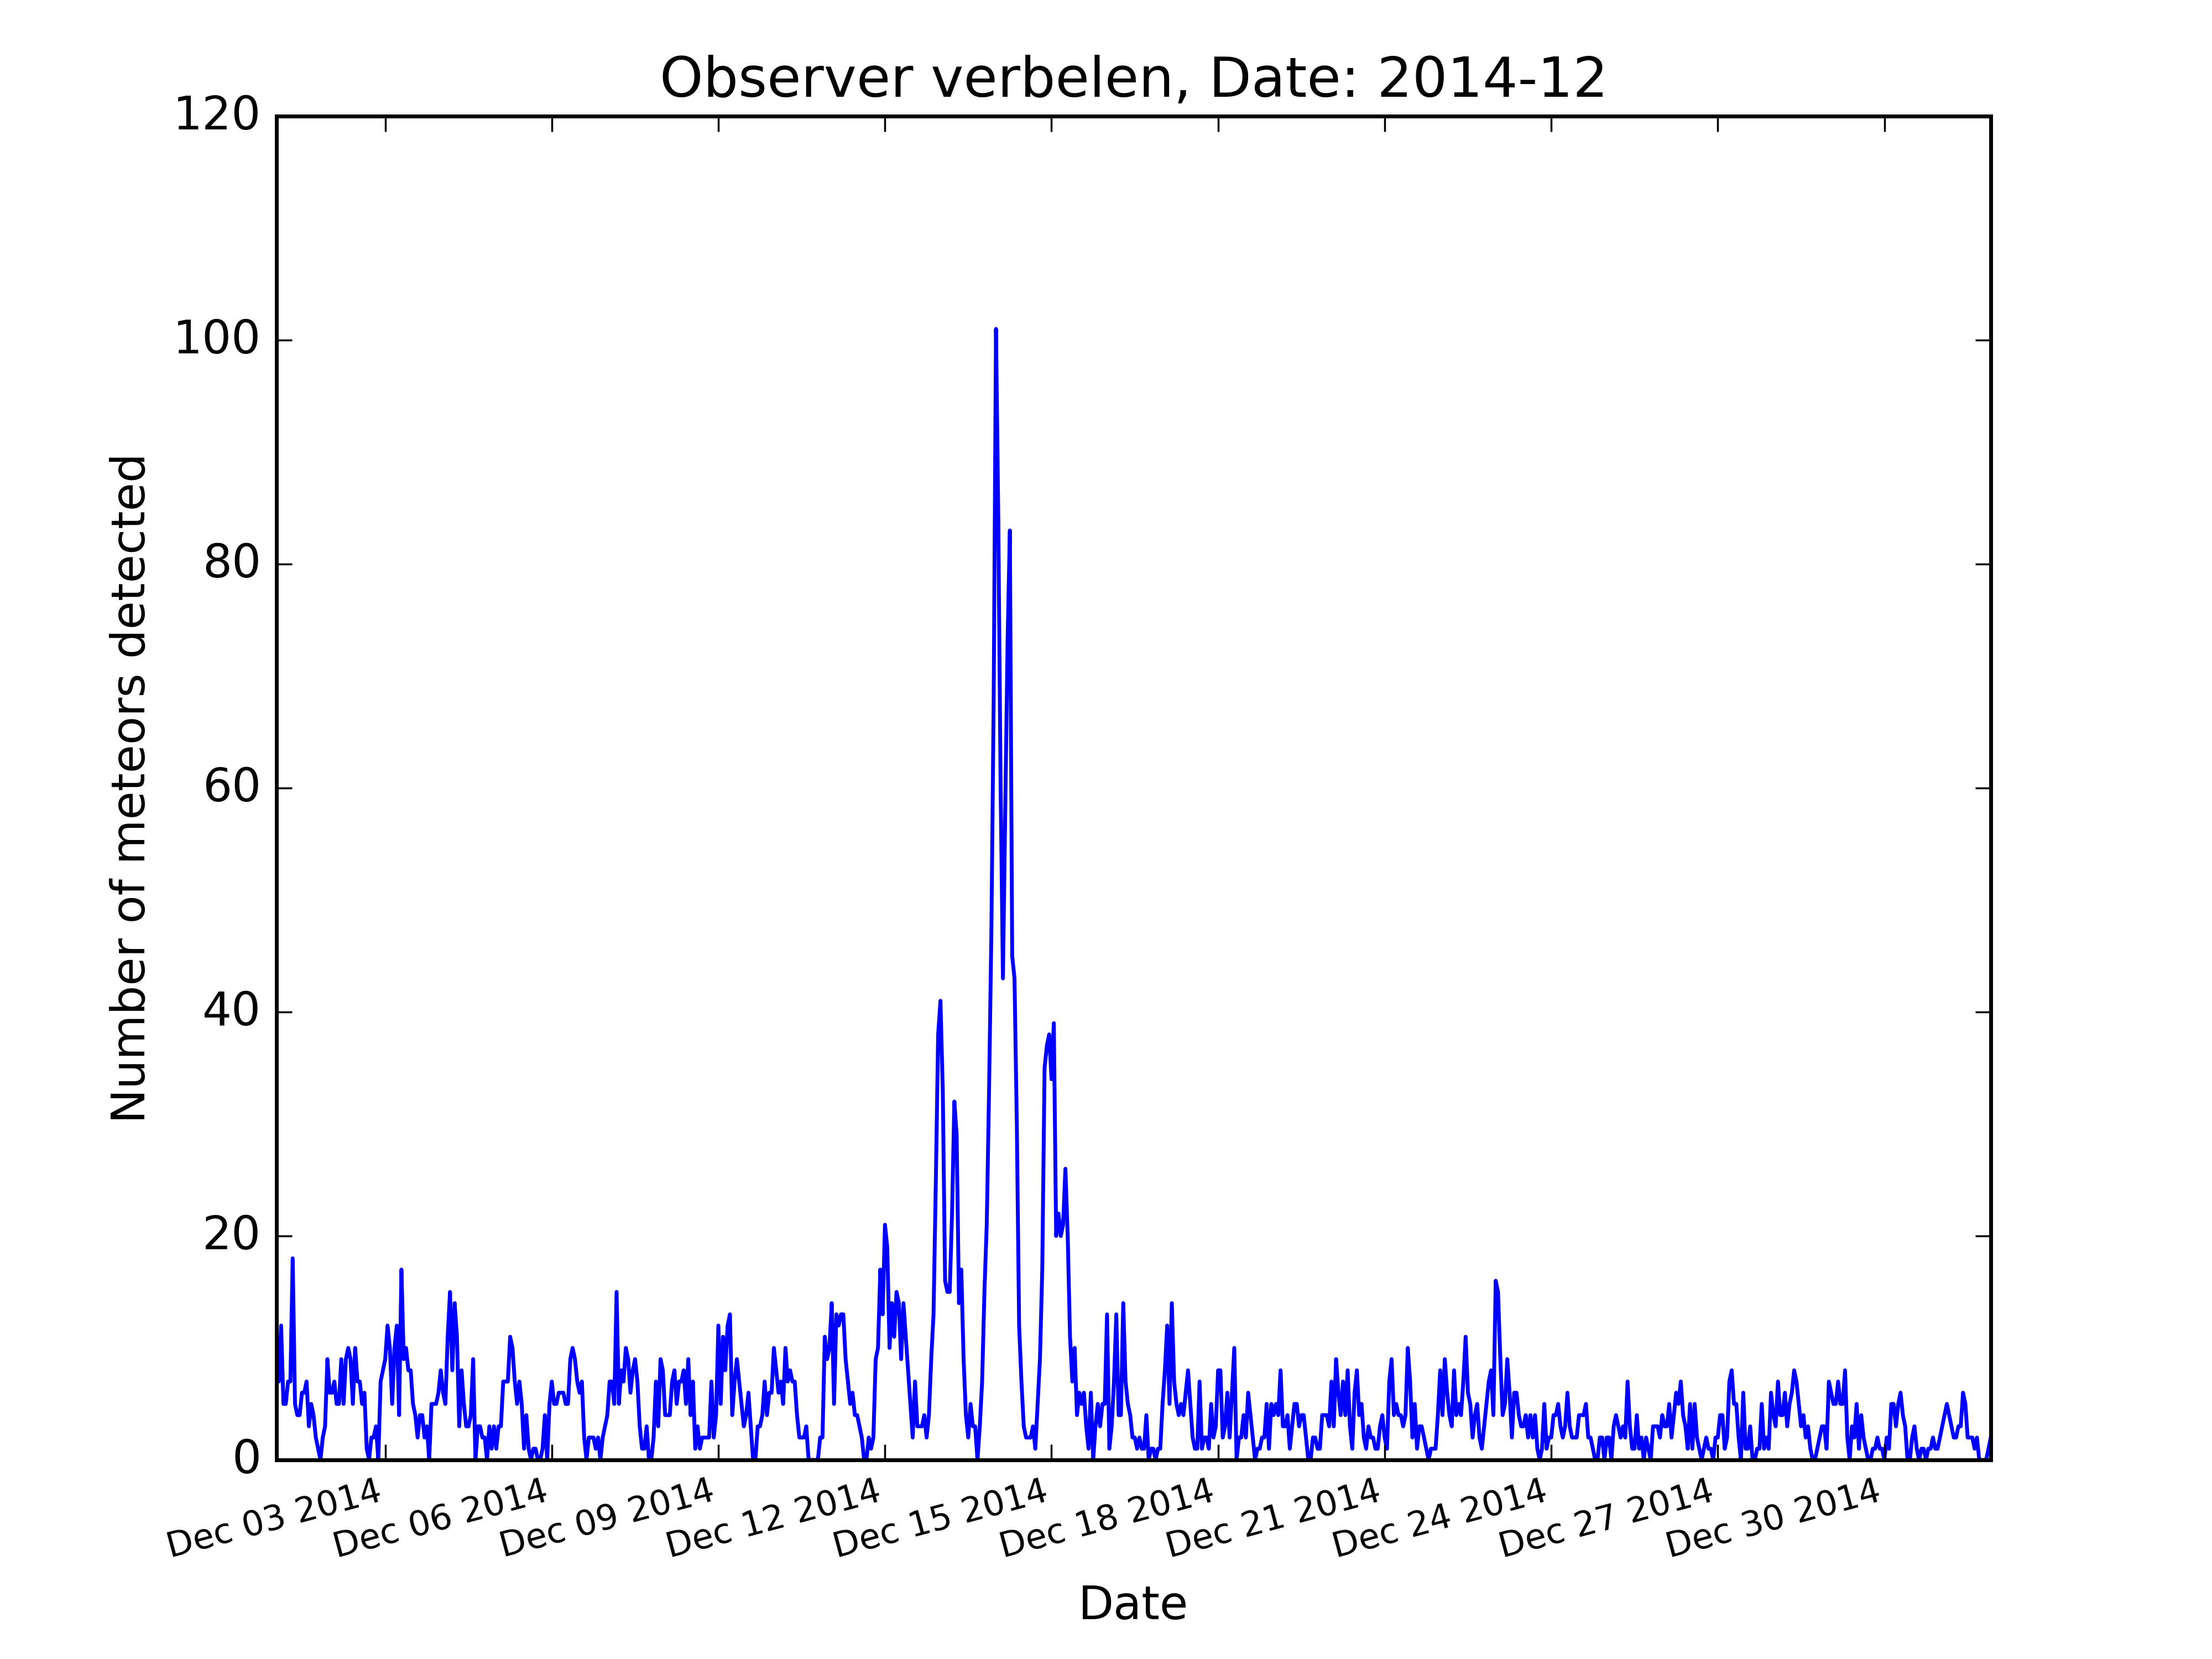 Observer verbelen, Date: 2014-12
120
100
80
60
40
20
0
Number of meteors detected
Dec 03 2014
Dec 06 2014
Dec 09 2014
Dec 12 2014
Dec 15 2014
Dec 18 2014
Dec 21 2014
Dec 24 2014
Dec 27 2014
Dec 30 2014
Date